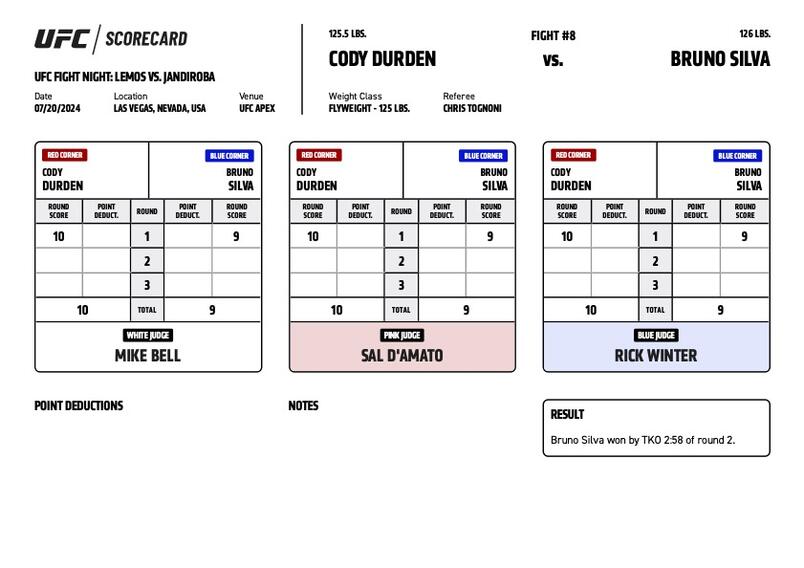 UFC / SCORECARD
UFC FIGHT NIGHT: LEMOS VS. JANDIROBA
Date Location Venue
07/20/2024 LAS VEGAS, NEVADA, USA UFC APEX
125.5 LBS. FIGHT #8 126 LBS.
CODY DURDEN VS. BRUNO SILVA
Weight Class Referee
FLYWEIGHT - 125 LBS. CHRIS TOGNONI
RED CORNER BLUE CORNER
CODY BRUNO
DURDEN SILVA
ROUND SCORE POINT DEDUCT. ROUND POINT DEDUCT. ROUND SCORE
10 1 9
2
3
10 TOTAL 9
WHITE JUDGE
MIKE BELL
RED CORNER BLUE CORNER
CODY BRUNO
DURDEN SILVA
ROUND SCORE POINT DEDUCT. ROUND POINT DEDUCT. ROUND SCORE
10 1 9
2
3
10 TOTAL 9
PINK JUDGE
SAL D'AMATO
RED CORNER BLUE CORNER
CODY BRUNO
DURDEN SILVA
ROUND SCORE POINT DEDUCT. ROUND POINT DEDUCT. ROUND SCORE
10 1 9
2
3
10 TOTAL 9
BLUE JUDGE
RICK WINTER
POINT DEDUCTIONS
NOTES
RESULT
Bruno Silva won by TKO 2:58 of round 2.